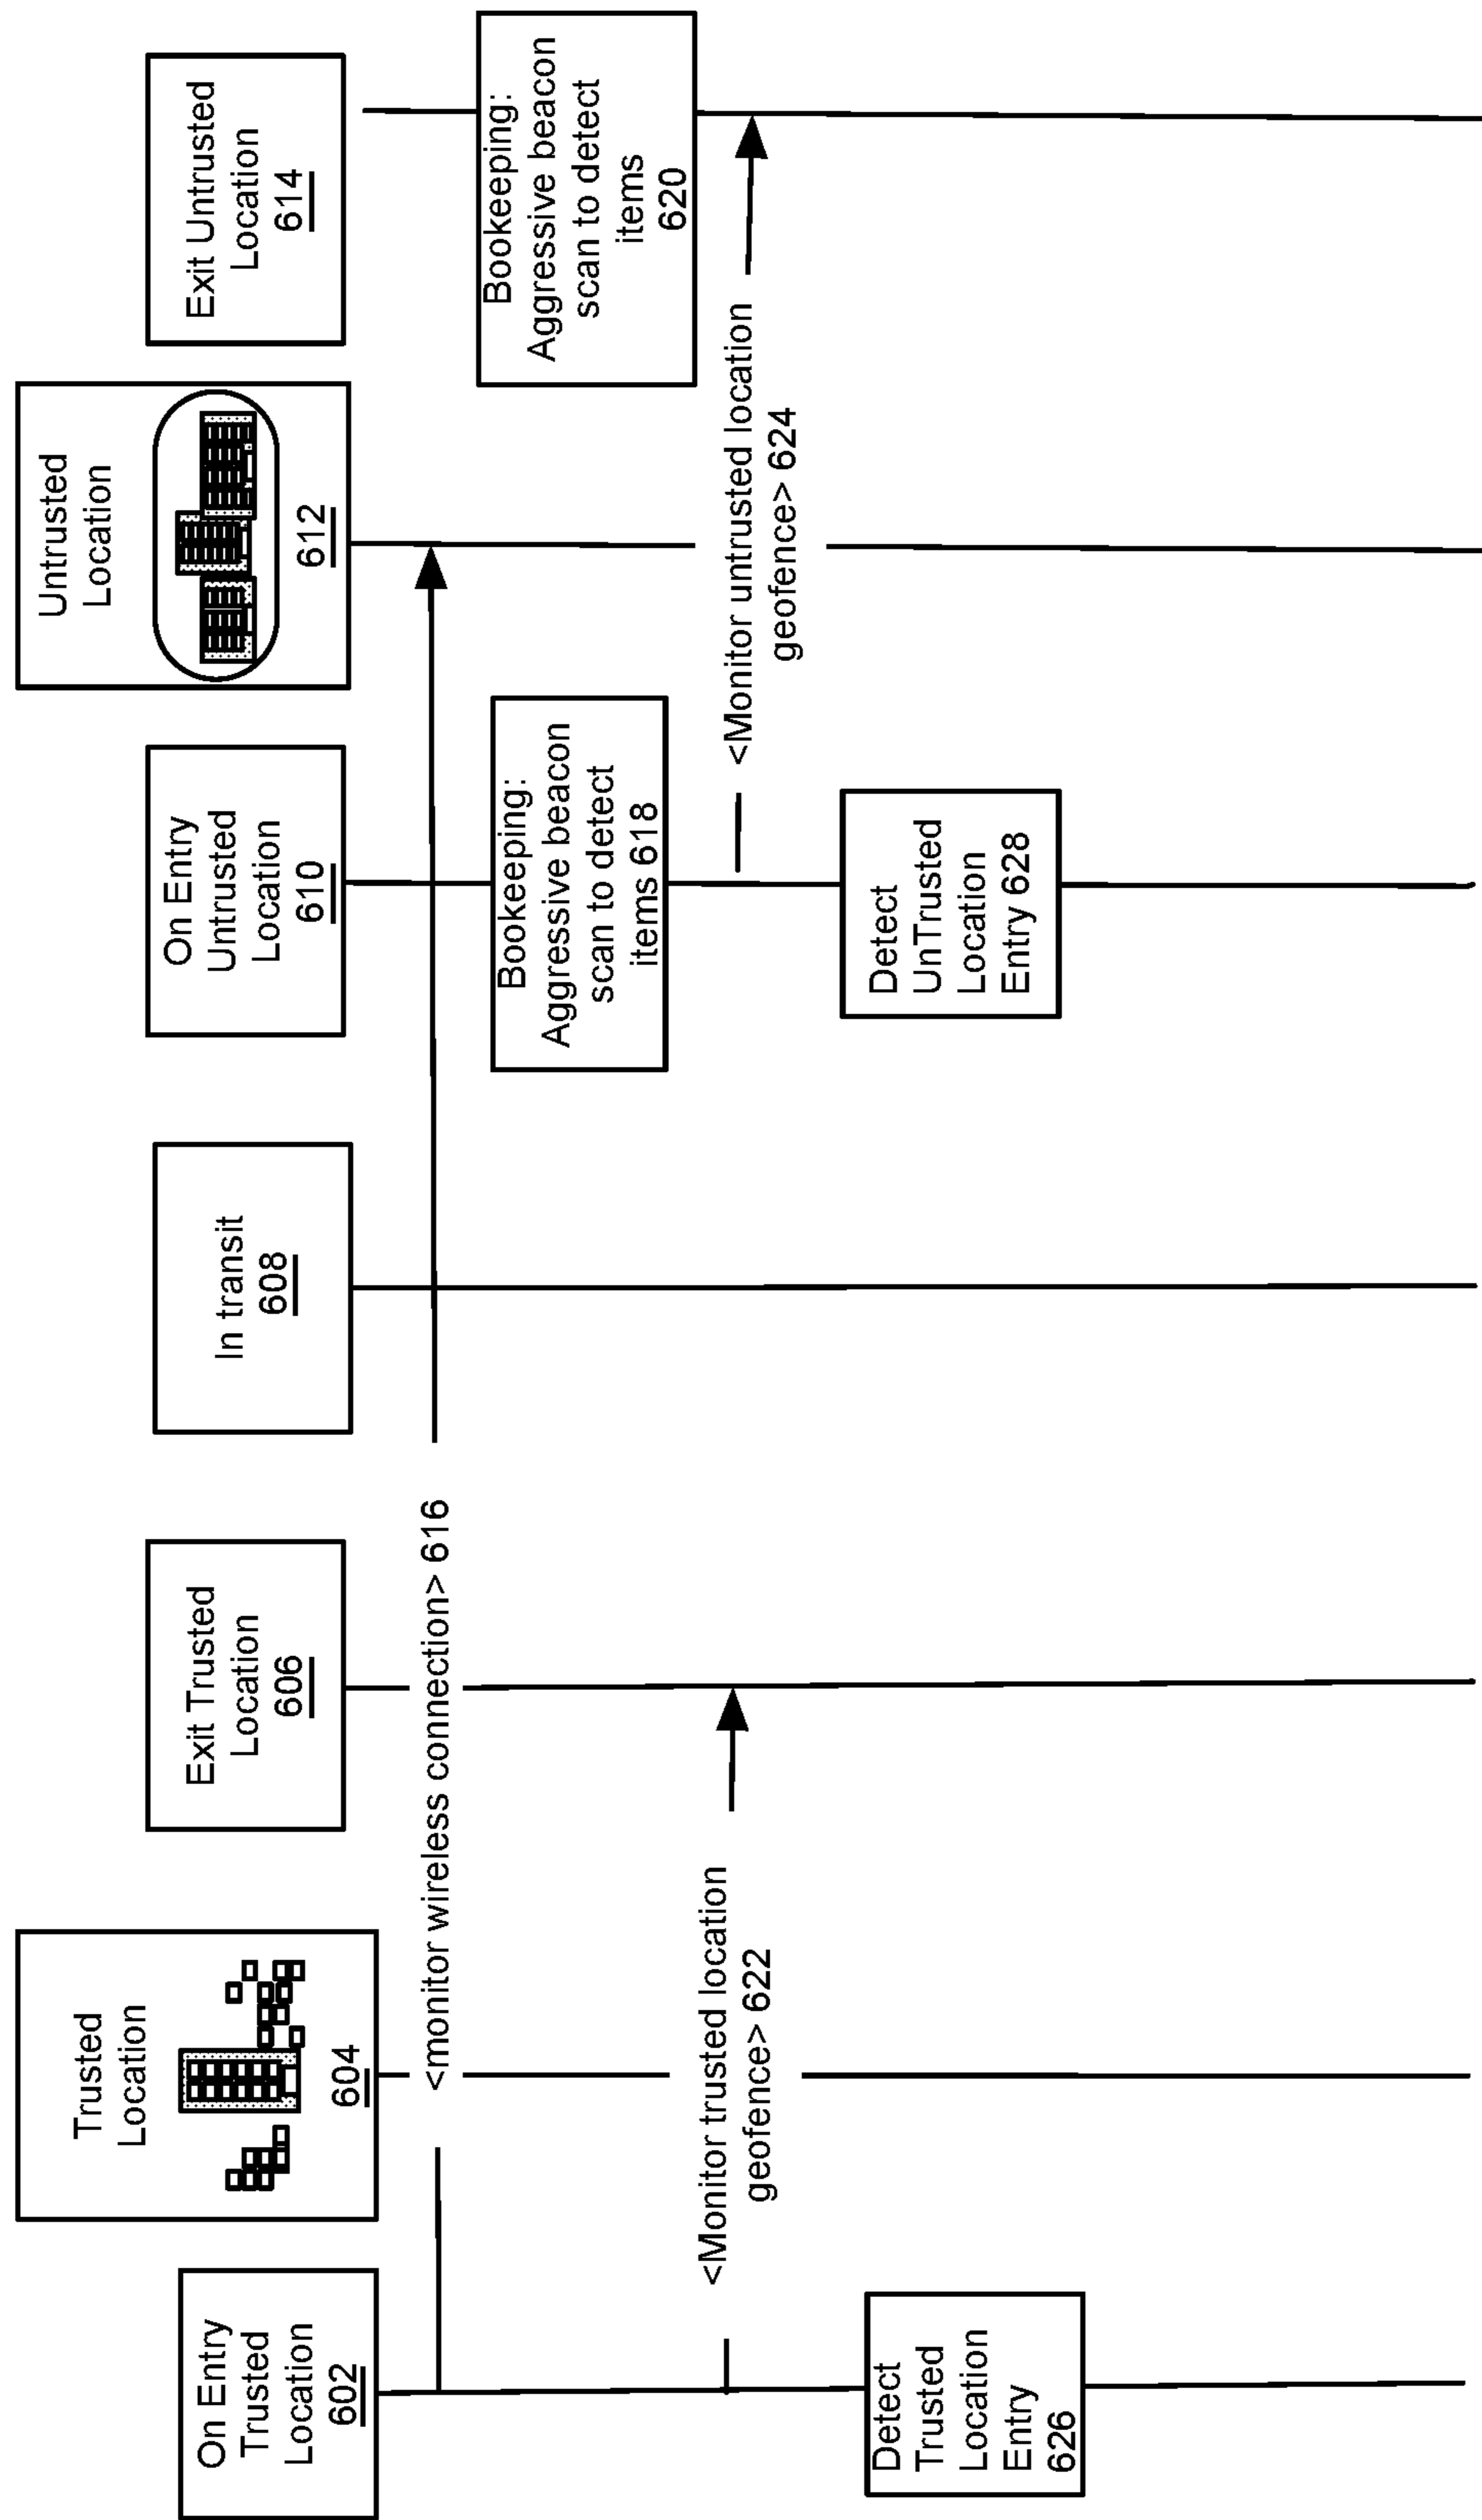 On Entry
Trusted
Location
602
Trusted
Location
604
Exit Trusted
Location
606
In transit
608
On Entry
Untrusted
Location
610
Untrusted
Location
612
Exit Untrusted
Location
614
<monitor wireless connection> 616
Bookeeping:
Aggressive beacon
scan to detect
items 618
Bookeeping:
Aggressive beacon
scan to detect
items
620
<Monitor trusted location
geofence> 622
<Monitor untrusted location
geofence> 624
Detect
Trusted
Location
Entry
626
Detect
UnTrusted
Location
Entry 628